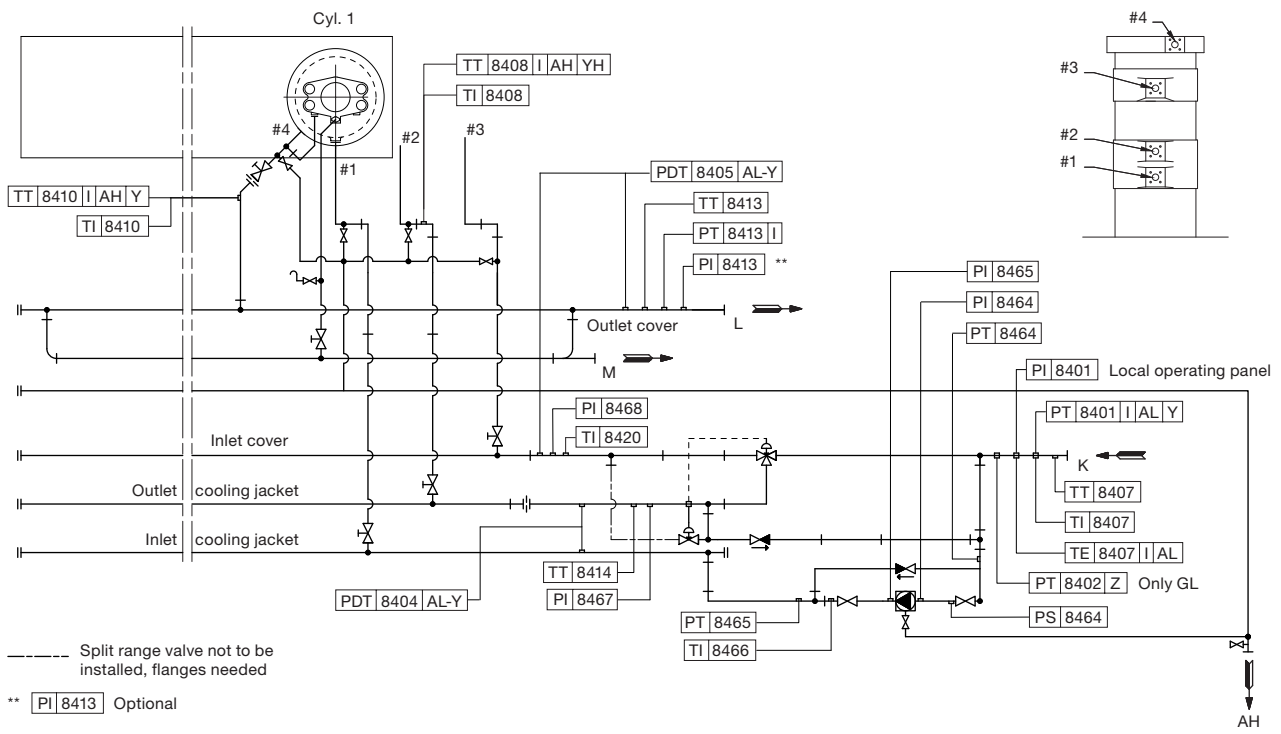 Cyl. 1
#4
TT 8408 I AH YH
TI 8408
#3
#4
#2
#3
#1
#2
#1
PDT 8405 AL-Y
TT 8410 I AH Y
TI 8410
TT 8413
PT 8413 I
PI 8413 **
PI 8465
PI 8464
PT 8464
Outlet cover
L
M
PI 8401 Local operating panel
PT 8401 I AL Y
PI 8468
TI 8420
Inlet cover
K
Outlet cooling jacket
TT 8407
TI 8407
Inlet cooling jacket
TE 8407 I AL
TT 8414
PT 8402 Z Only GL
PDT 8404 AL-Y
PI 8467
PT 8465
PS 8464
TI 8466
Split range valve not to be
installed, flanges needed
** PI 8413 Optional
AH